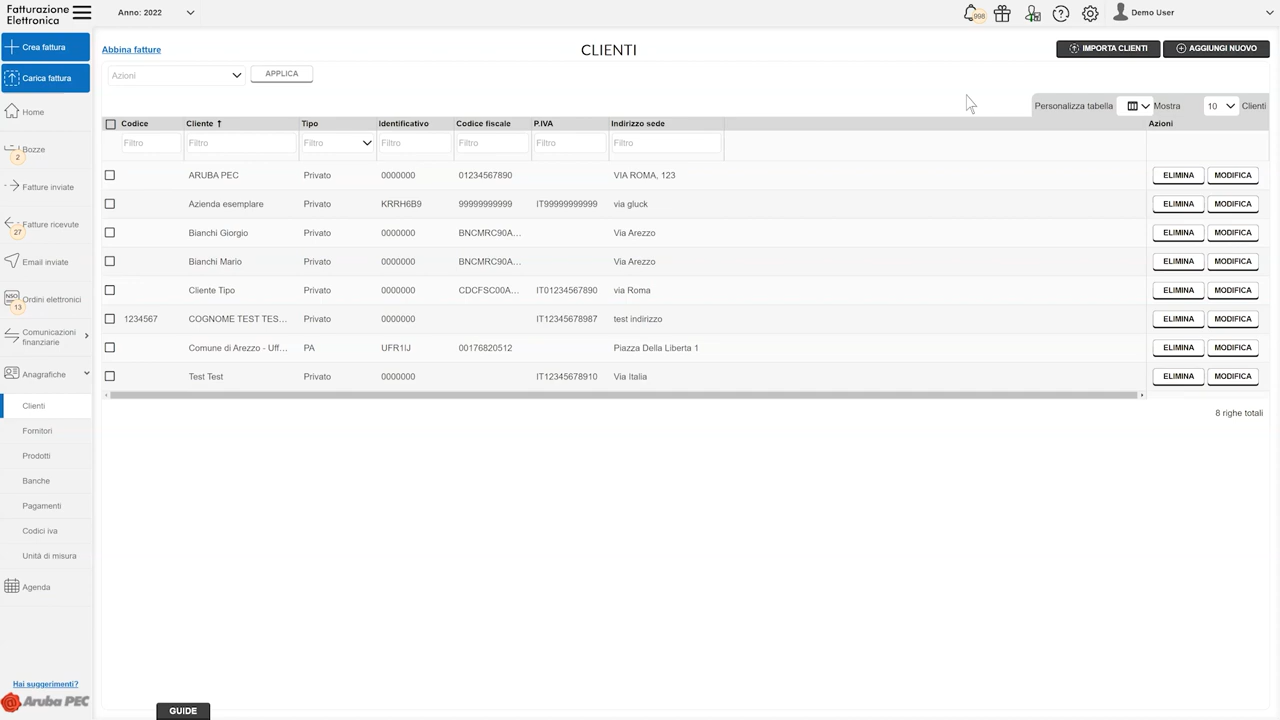 Fatturazione
Elettronica
Anno: 2022
998
Demo User
Crea fattura
Carica fattura
Home
Bozze
2
Fatture inviate
Fatture ricevute
27
Email inviate
NSO
Ordini elettronici
13
Comunicazioni
finanziarie
Anagrafiche
Clienti
Fornitori
Prodotti
Banche
Pagamenti
Codici iva
Unità di misura
Agenda
Hai suggerimenti?
Aruba PEC
Abbina fatture
CLIENTI
IMPORTA CLIENTI
AGGIUNGI NUOVO
Azioni
APPLICA
Personalizza tabella Mostra 10 Clienti
Codice Cliente ↑ Tipo Identificativo Codice fiscale P.IVA Indirizzo sede Azioni
Filtro Filtro Filtro Filtro Filtro Filtro Filtro
ARUBA PEC Privato 0000000 01234567890 VIA ROMA, 123 ELIMINA MODIFICA
Azienda esemplare Privato KRRH6B9 99999999999 IT99999999999 via gluck ELIMINA MODIFICA
Bianchi Giorgio Privato 0000000 BNCMRC90A... Via Arezzo ELIMINA MODIFICA
Bianchi Mario Privato 0000000 BNCMRC90A... Via Arezzo ELIMINA MODIFICA
Cliente Tipo Privato 0000000 CDCFSC00A... IT01234567890 via Roma ELIMINA MODIFICA
1234567 COGNOME TEST TES... Privato 0000000 IT12345678987 test indirizzo ELIMINA MODIFICA
Comune di Arezzo - Uff... PA UFR1IJ 00176820512 Piazza Della Liberta 1 ELIMINA MODIFICA
Test Test Privato 0000000 IT12345678910 Via Italia ELIMINA MODIFICA
8 righe totali
GUIDE